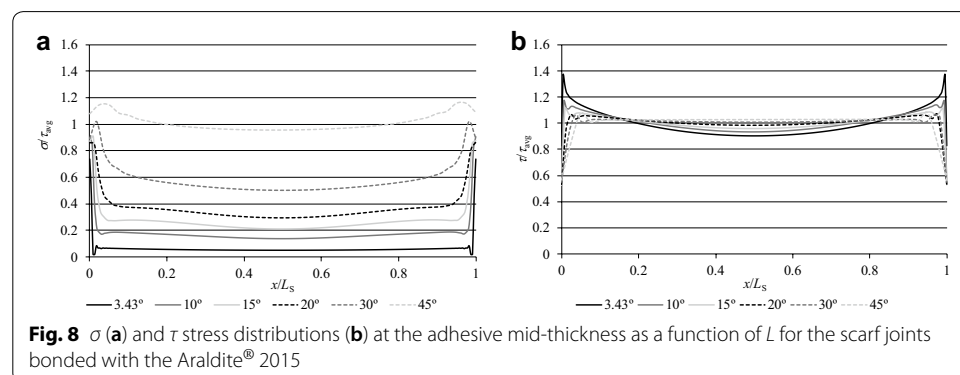 a
b
1.6
1.4
1.2
1
0.8
0.6
0.4
0.2
0
σ/τavg
0 0.2 0.4 0.6 0.8 1
x/LS
3.43º 10º 15º 20º 30º 45º
1.6
1.4
1.2
1
0.8
0.6
0.4
0.2
0
τ/τavg
0 0.2 0.4 0.6 0.8 1
x/LS
3.43º 10º 15º 20º 30º 45º
Fig. 8 σ (a) and τ stress distributions (b) at the adhesive mid-thickness as a function of L for the scarf joints
bonded with the Araldite® 2015